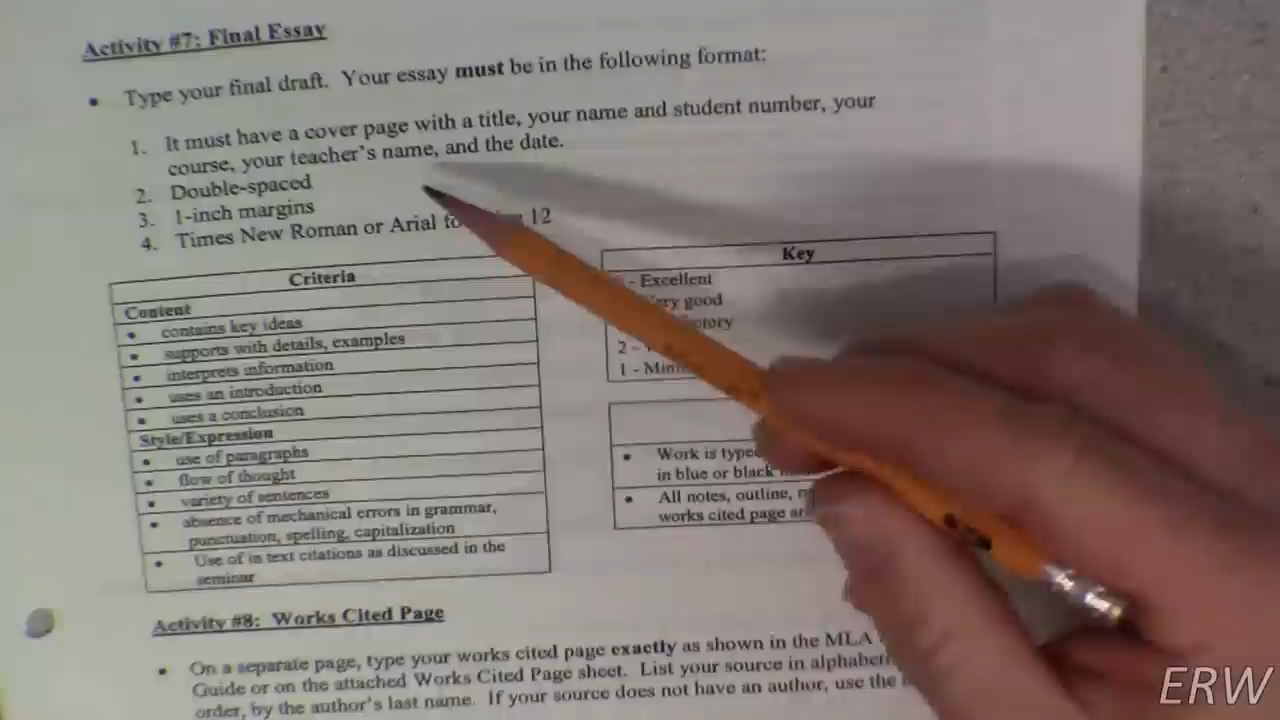 Activity #7: Final Essay
• Type your final draft. Your essay must be in the following format:
1. It must have a cover page with a title, your name and student number, your
course, your teacher's name, and the date.
2. Double-spaced
3. 1-inch margins
4. Times New Roman or Arial 12
Criteria
Content
• contains key ideas
• supports with details, examples
• interprets information
• uses an introduction
• uses a conclusion
Style/Expression
• use of paragraphs
• flow of thought
• variety of sentences
• absence of mechanical errors in grammar,
punctuation, spelling, capitalization
• Use of in text citations as discussed in the
seminar
Key
- Excellent
Very good
2 -
1 -
• Work is
in blue or black
• All notes, outline,
works cited page
Activity #8: Works Cited Page
• On a separate page, type your works cited page exactly as shown in the MLA
Guide or on the attached Works Cited Page sheet. List your source in
order, by the author's last name. If your source does not have an author, use the
ERW